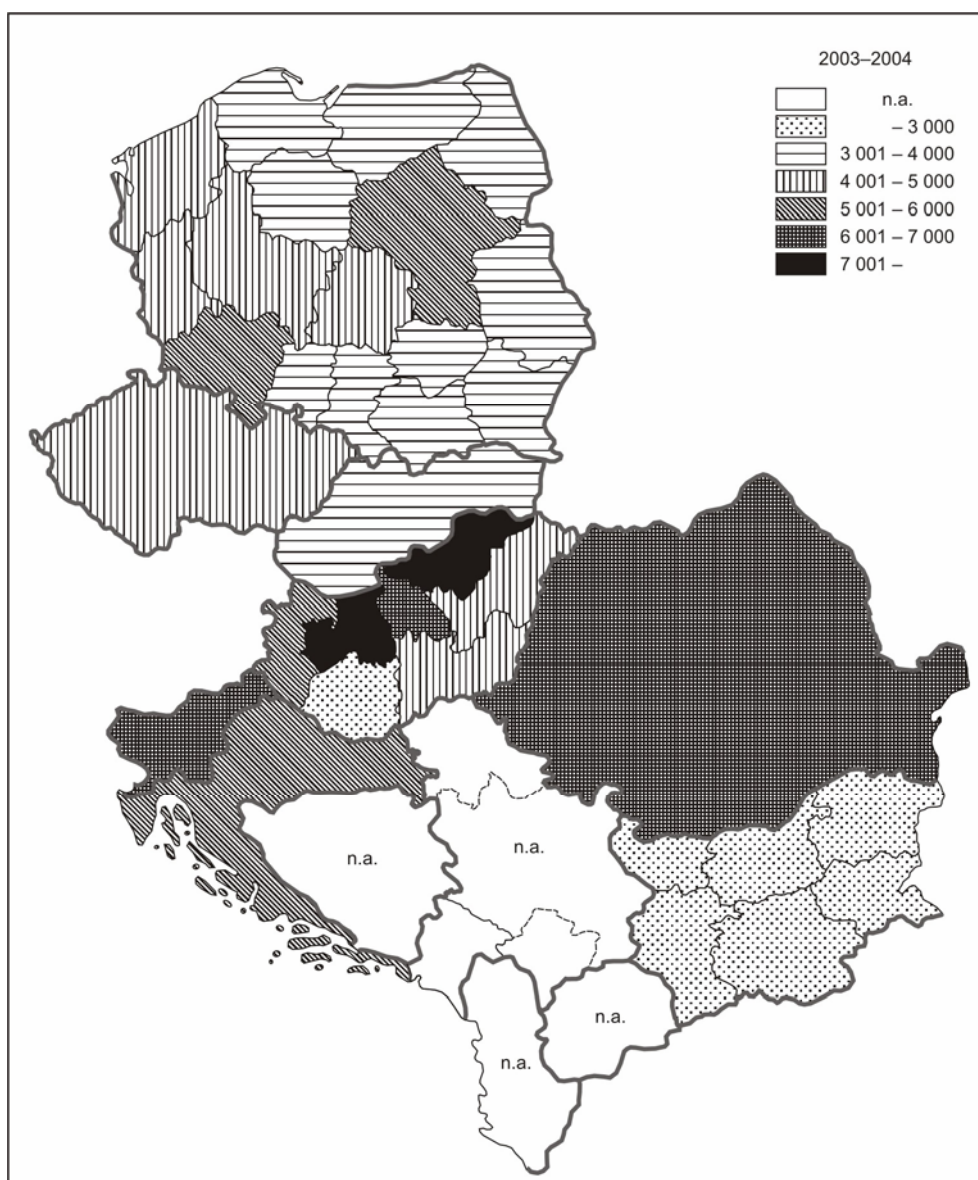 2003–2004
n.a.
– 3 000
3 001 – 4 000
4 001 – 5 000
5 001 – 6 000
6 001 – 7 000
7 001 –
n.a.
n.a.
n.a.
n.a.